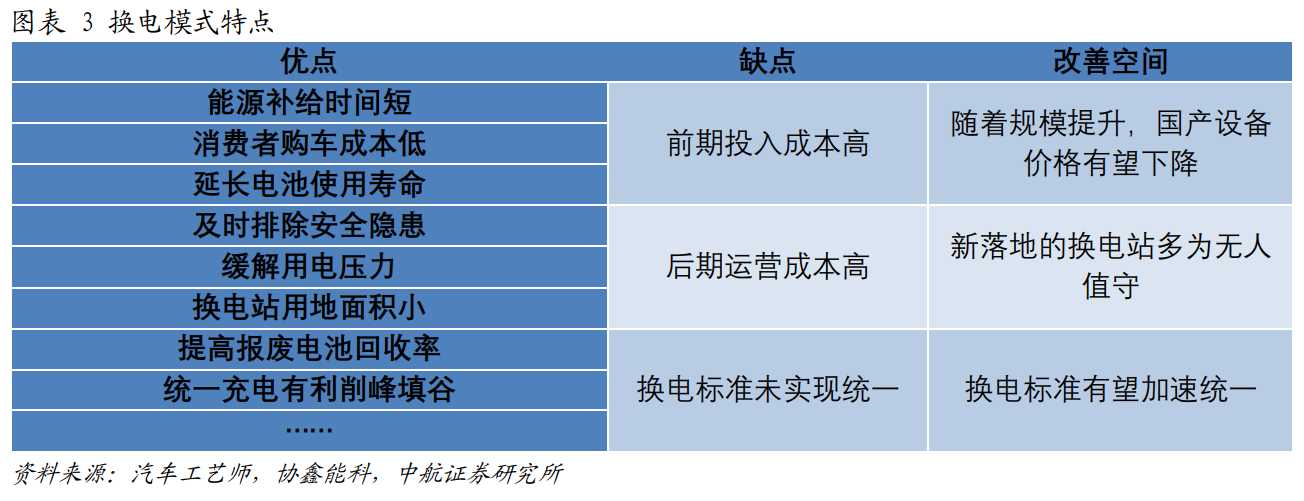 图表 3 换电模式特点
优点 缺点 改善空间
能源补给时间短
消费者购车成本低
延长电池使用寿命
前期投入成本高
随着规模提升，国产设备
价格有望下降
及时排除安全隐患
缓解用电压力
换电站用地面积小
后期运营成本高
新落地的换电站多为无人
值守
提高报废电池回收率
统一充电有利削峰填谷
……
换电标准未实现统一
换电标准有望加速统一
资料来源：汽车工艺师，协鑫能科，中航证券研究所